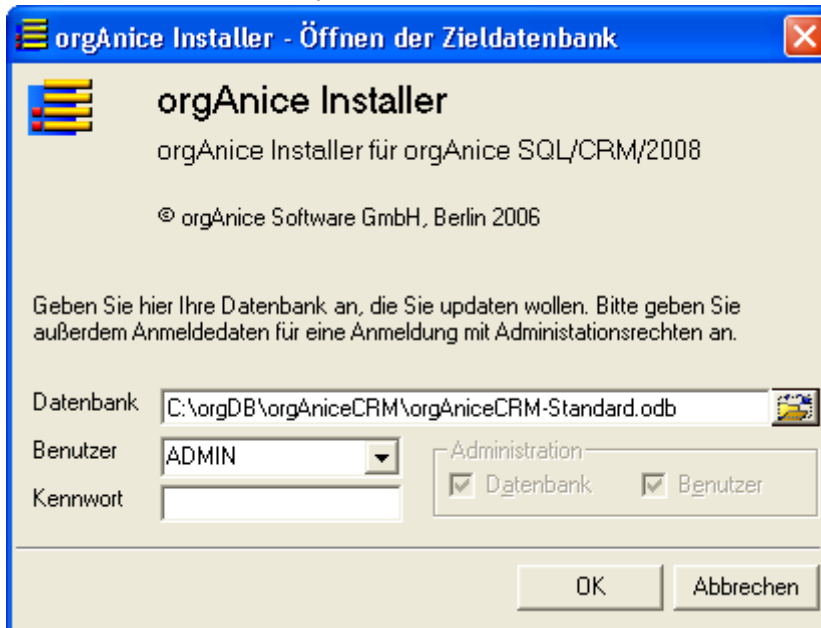 orgAnice Installer - Öffnen der Zieldatenbank
orgAnice Installer
orgAnice Installer für orgAnice SQL/CRM/2008
© orgAnice Software GmbH, Berlin 2006
Geben Sie hier Ihre Datenbank an, die Sie updaten wollen. Bitte geben Sie
außerdem Anmeldedaten für eine Anmeldung mit Administationsrechten an.
Datenbank C:\orgDB\orgAniceCRM\orgAniceCRM-Standard.odb
Benutzer ADMIN
Administration
Datenbank Benutzer
Kennwort
OK Abbrechen